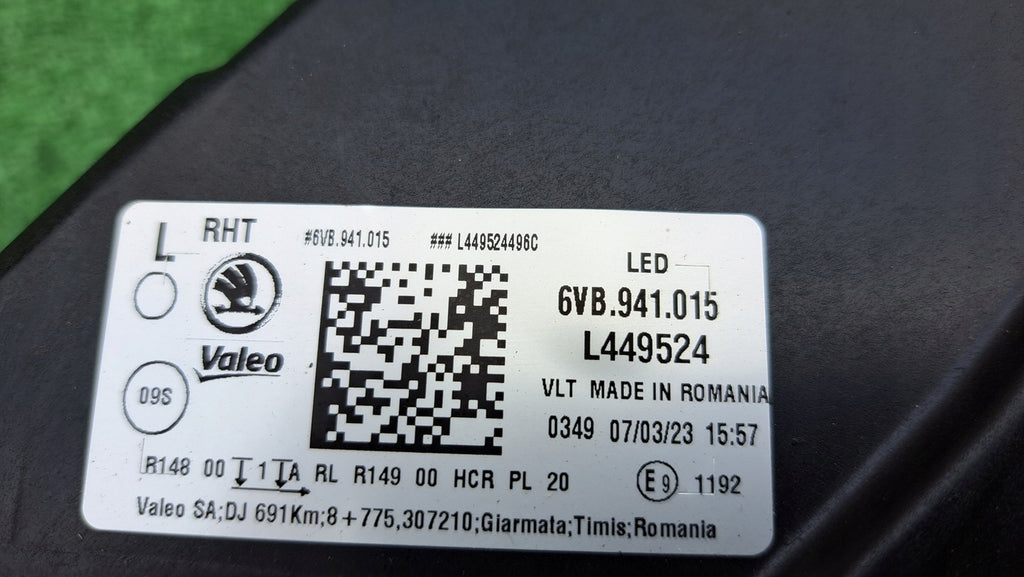 L RHT #6VB.941.015 ### L449524496C
LED
6VB.941.015
L449524
Valeo
VLT MADE IN ROMANIA
09S
0349 07/03/23 15:57
R148 00 1 A RL R149 00 HCR PL 20 E9 1192
Valeo SA;DJ 691Km;8+775,307210;Giarmata;Timis;Romania